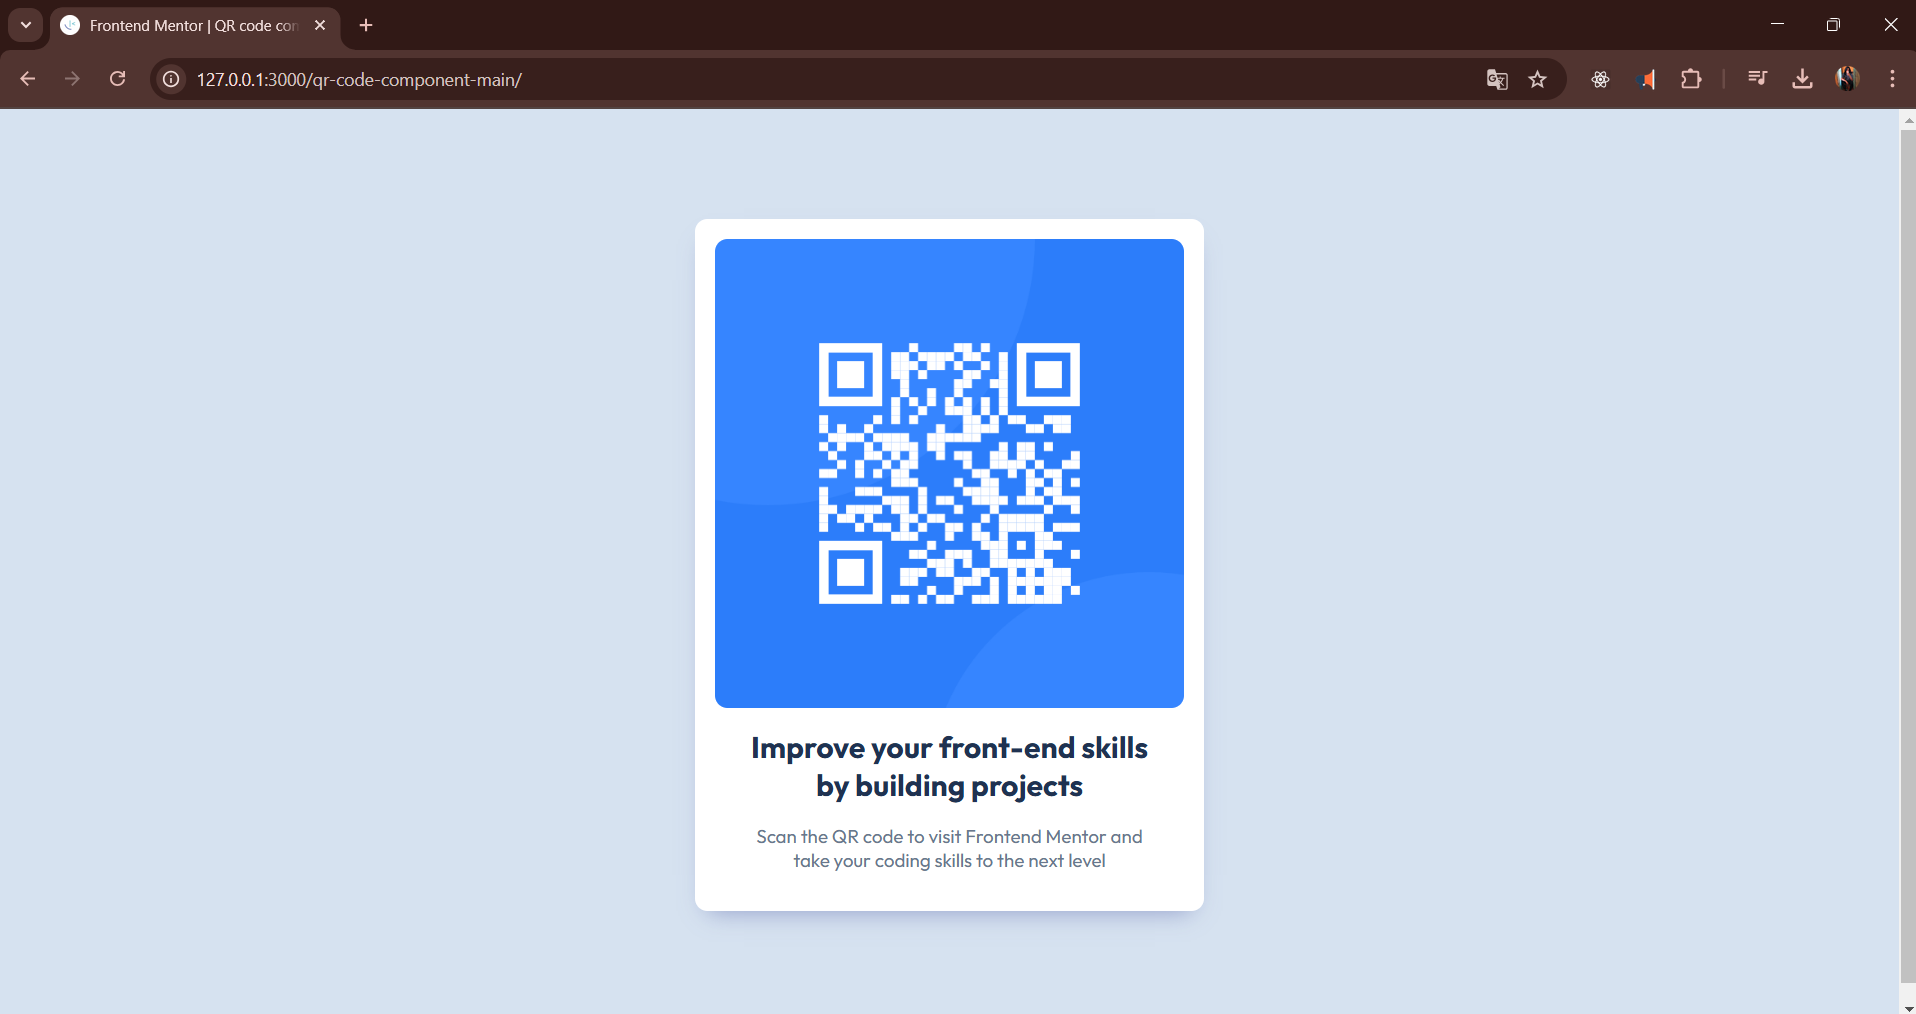 Frontend Mentor | QR code con
127.0.0.1:3000/qr-code-component-main/
Improve your front-end skills
by building projects
Scan the QR code to visit Frontend Mentor and
take your coding skills to the next level